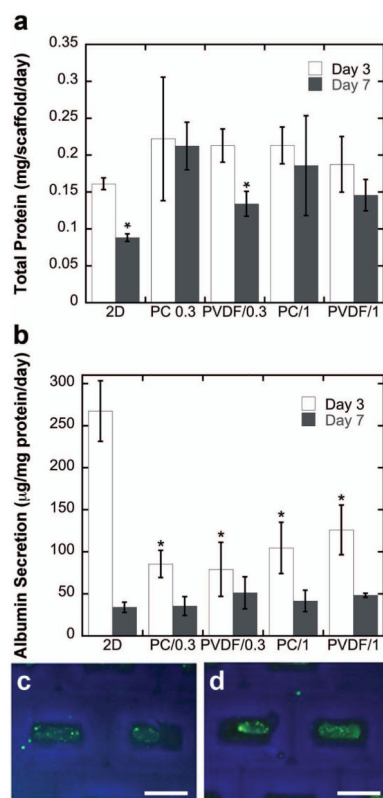 a
Total Protein (mg/scaffold/day)
0.35
0.3
0.25
0.2
0.15
0.1
0.05
0
Day 3
Day 7
*
*
2D PC 0.3 PVDF/0.3 PC/1 PVDF/1
b
Albumin Secretion (µg/mg protein/day)
300
250
200
150
100
50
0
Day 3
Day 7
*
*
*
*
2D PC/0.3 PVDF/0.3 PC/1 PVDF/1
c
d